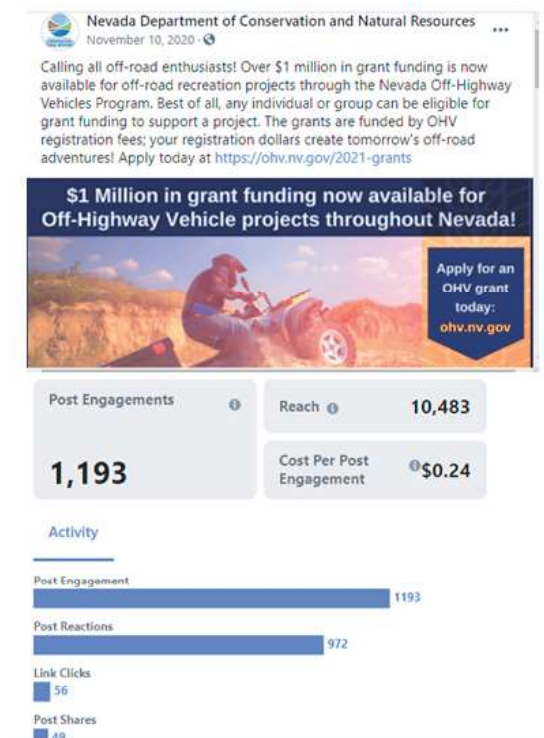 Nevada Department of Conservation and Natural Resources
November 10, 2020
Calling all off-road enthusiasts! Over $1 million in grant funding is now
available for off-road recreation projects through the Nevada Off-Highway
Vehicles Program. Best of all, any individual or group can be eligible for
grant funding to support a project. The grants are funded by OHV
registration fees; your registration dollars create tomorrow's off-road
adventures! Apply today at https://ohv.nv.gov/2021-grants
$1 Million in grant funding now available for
Off-Highway Vehicle projects throughout Nevada!
Apply for an
OHV grant
today:
ohv.nv.gov
Post Engagements
1,193
Reach 10,483
Cost Per Post
Engagement
$0.24
Activity
Post Engagement
1193
Post Reactions
972
Link Clicks
56
Post Shares
49